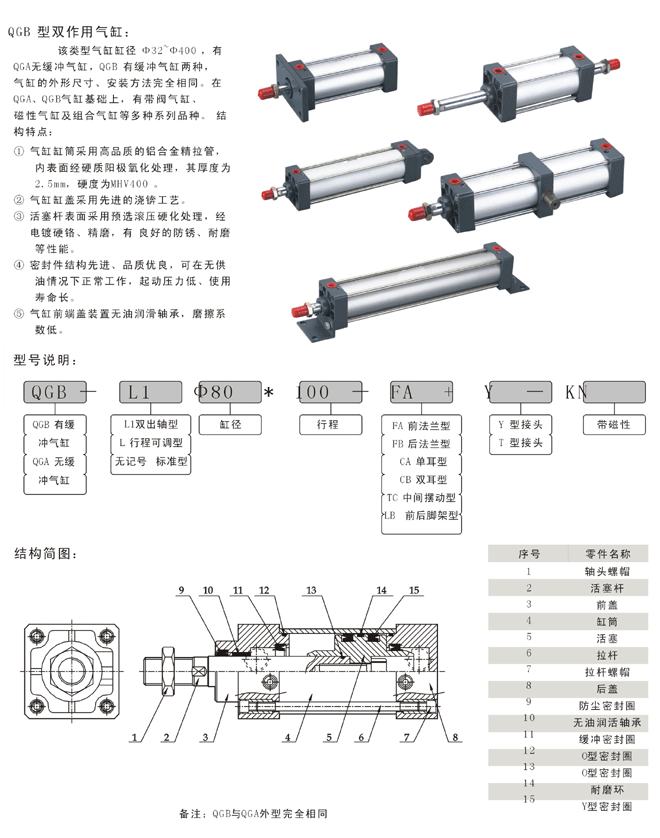 QGB 型双作用气缸：
该类型气缸缸径 Φ32~Φ400 ，有
QGA无缓冲气缸，QGB 有缓冲气缸两种，
气缸的外形尺寸、安装方法完全相同。在
QGA、QGB气缸基础上，有带阀气缸、
磁性气缸及组合气缸等多种系列品种。 结
构特点：
① 气缸缸筒采用高品质的铝合金精拉管，
内表面经硬质阳极氧化处理，其厚度为
2.5mm，硬度为MHV400 。
② 气缸缸盖采用先进的浇铸工艺。
③ 活塞杆表面采用预选滚压硬化处理，经
电镀硬铬、精磨，有 良好的防锈、耐磨
等性能。
④ 密封件结构先进、品质优良，可在无供
油情况下正常工作，起动压力低、使用
寿命长。
⑤ 气缸前端盖装置无油润滑轴承，磨擦系
数低。
型号说明：
QGB — L1 Φ80 * 100 — FA + Y — KN
QGB 有缓
冲气缸
QGA 无缓
冲气缸
L1双出轴型
L 行程可调型
无记号 标准型
缸径
行程
FA 前法兰型
FB 后法兰型
CA 单耳型
CB 双耳型
TC 中间摆动型
LB 前后脚架型
Y 型接头
T 型接头
带磁性
结构简图：
9 10 11 12 13 14 15
1 2 3 4 5 6 7 8
序号 零件名称
1 轴头螺帽
2 活塞杆
3 前盖
4 缸筒
5 活塞
6 拉杆
7 拉杆螺帽
8 后盖
9 防尘密封圈
10 无油润活轴承
11 缓冲密封圈
12 O型密封圈
13 O型密封圈
14 耐磨环
15 Y型密封圈
备注：QGB与QGA外型完全相同